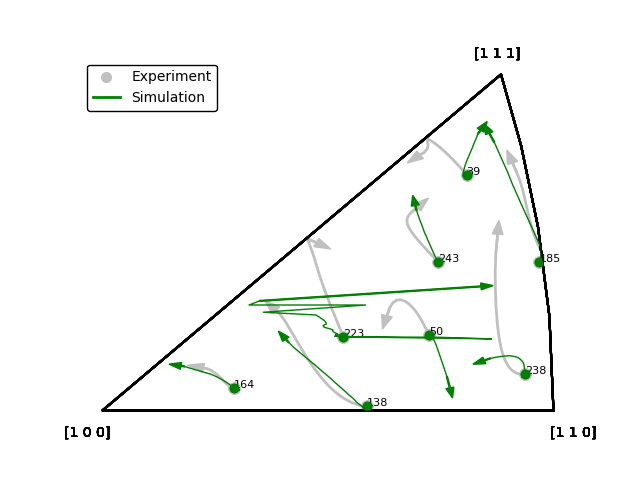 [1 1 1]
Experiment
Simulation
39
243
185
223
50
238
164
138
[1 0 0]
[1 1 0]